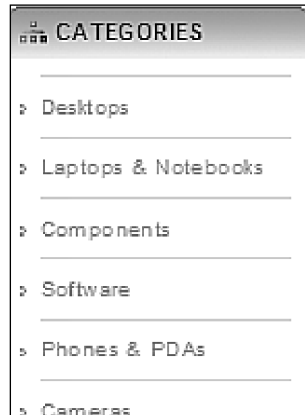 CATEGORIES
Desktops
Laptops & Notebooks
Components
Software
Phones & PDAs
Cameras